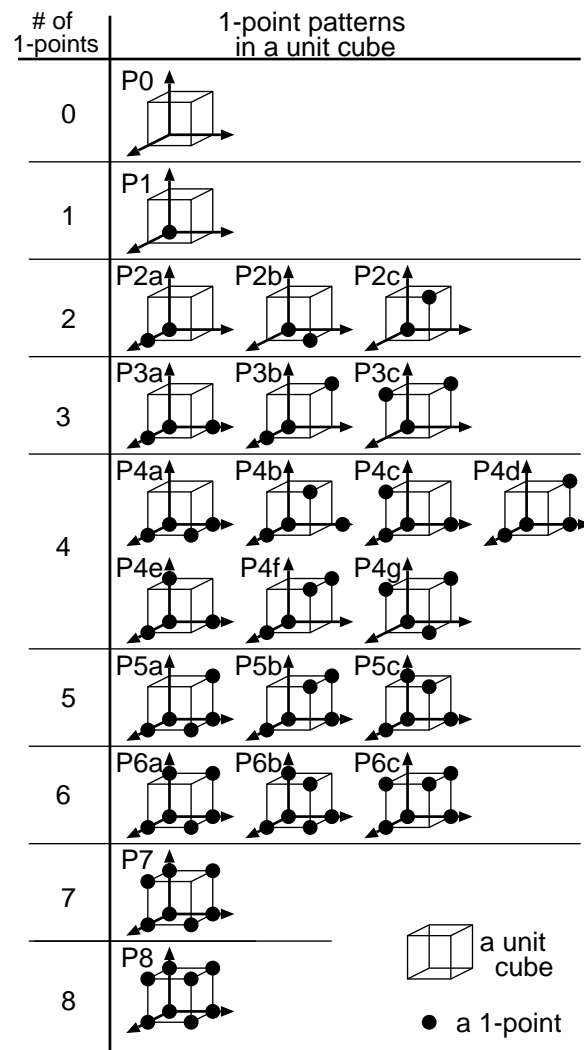 # of
1-points
1-point patterns
in a unit cube
0
P0
1
P1
2
P2a P2b P2c
3
P3a P3b P3c
4
P4a P4b P4c P4d
P4e P4f P4g
5
P5a P5b P5c
6
P6a P6b P6c
7
P7
8
P8
a unit
cube
a 1-point